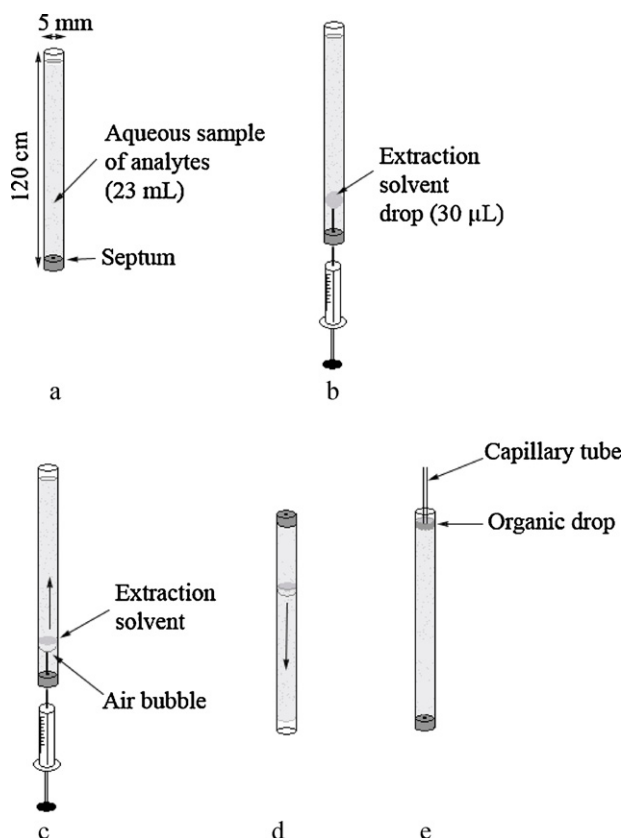 5 mm
120 cm
Aqueous sample
of analytes
(23 mL)
Septum
a
Extraction
solvent
drop (30 μL)
b
Extraction
solvent
Air bubble
c
d
Capillary tube
Organic drop
e